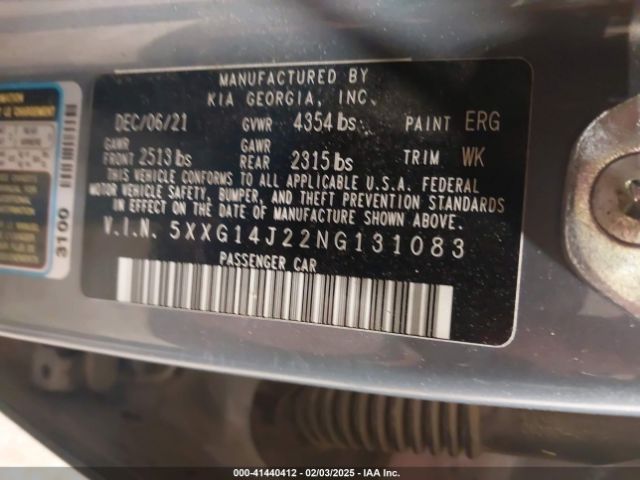 MANUFACTURED BY
KIA GEORGIA, INC.
DEC/06/21 GVWR 4354 lbs PAINT ERG
GAWR FRONT 2513 lbs GAWR REAR 2315 lbs TRIM WK
THIS VEHICLE CONFORMS TO ALL APPLICABLE U.S.A. FEDERAL
MOTOR VEHICLE SAFETY, BUMPER, AND THEFT PREVENTION STANDARDS
IN EFFECT ON THE DATE OF MANUFACTURE SHOWN ABOVE.
V.I.N. 5XXG14J22NG131083
PASSENGER CAR
3100
000-41440412 - 02/03/2025 - IAA Inc.